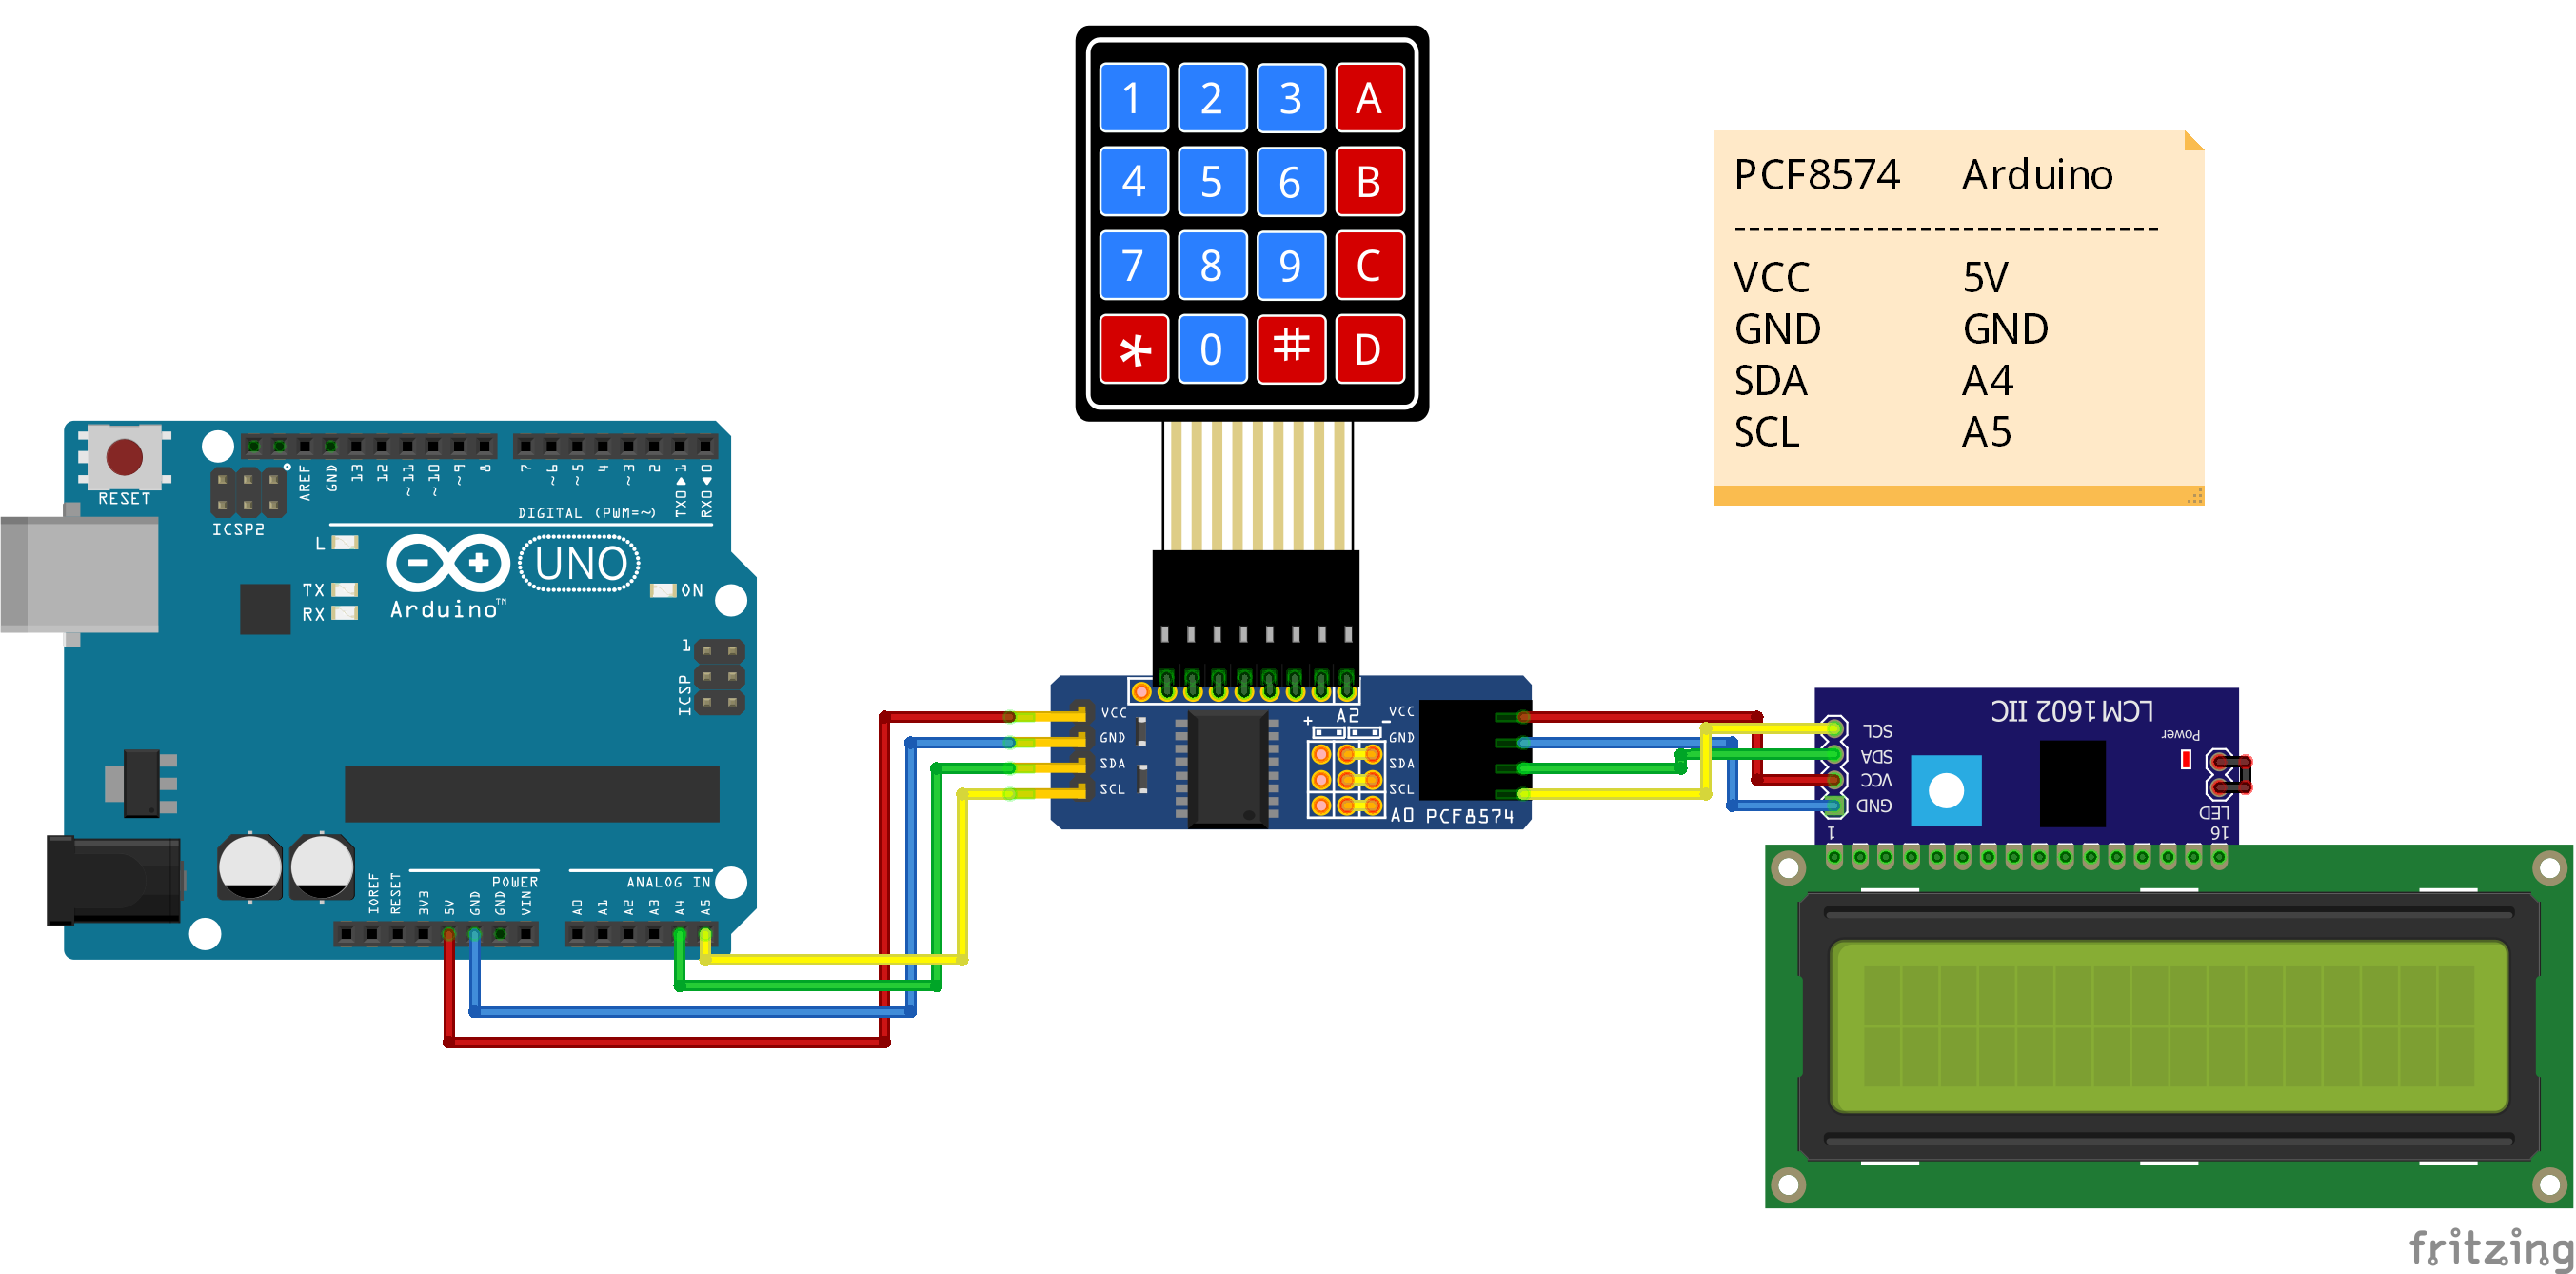 1 2 3 A
4 5 6 B
7 8 9 C
* 0 # D
PCF8574 Arduino
---------------------------
VCC 5V
GND GND
SDA A4
SCL A5
RESET
ICSP2
AREF
GND
13
12
~11
~10
~9
8
7
~6
~5
4
~3
2
TX0 ▶ 1
RX0 ◀ 0
DIGITAL (PWM=~)
L
TX
RX
UNO
Arduino™
ON
1
ICSP
IOREF
RESET
3V3
5V
GND
GND
VIN
POWER
ANALOG IN
A0
A1
A2
A3
A4
A5
VCC
GND
SDA
SCL
+ A2 -
VCC
GND
SDA
SCL
A0 PCF8574
LCM1602 IIC
SCL
SDA
VCC
GND
Power
LED
1
16
fritzing